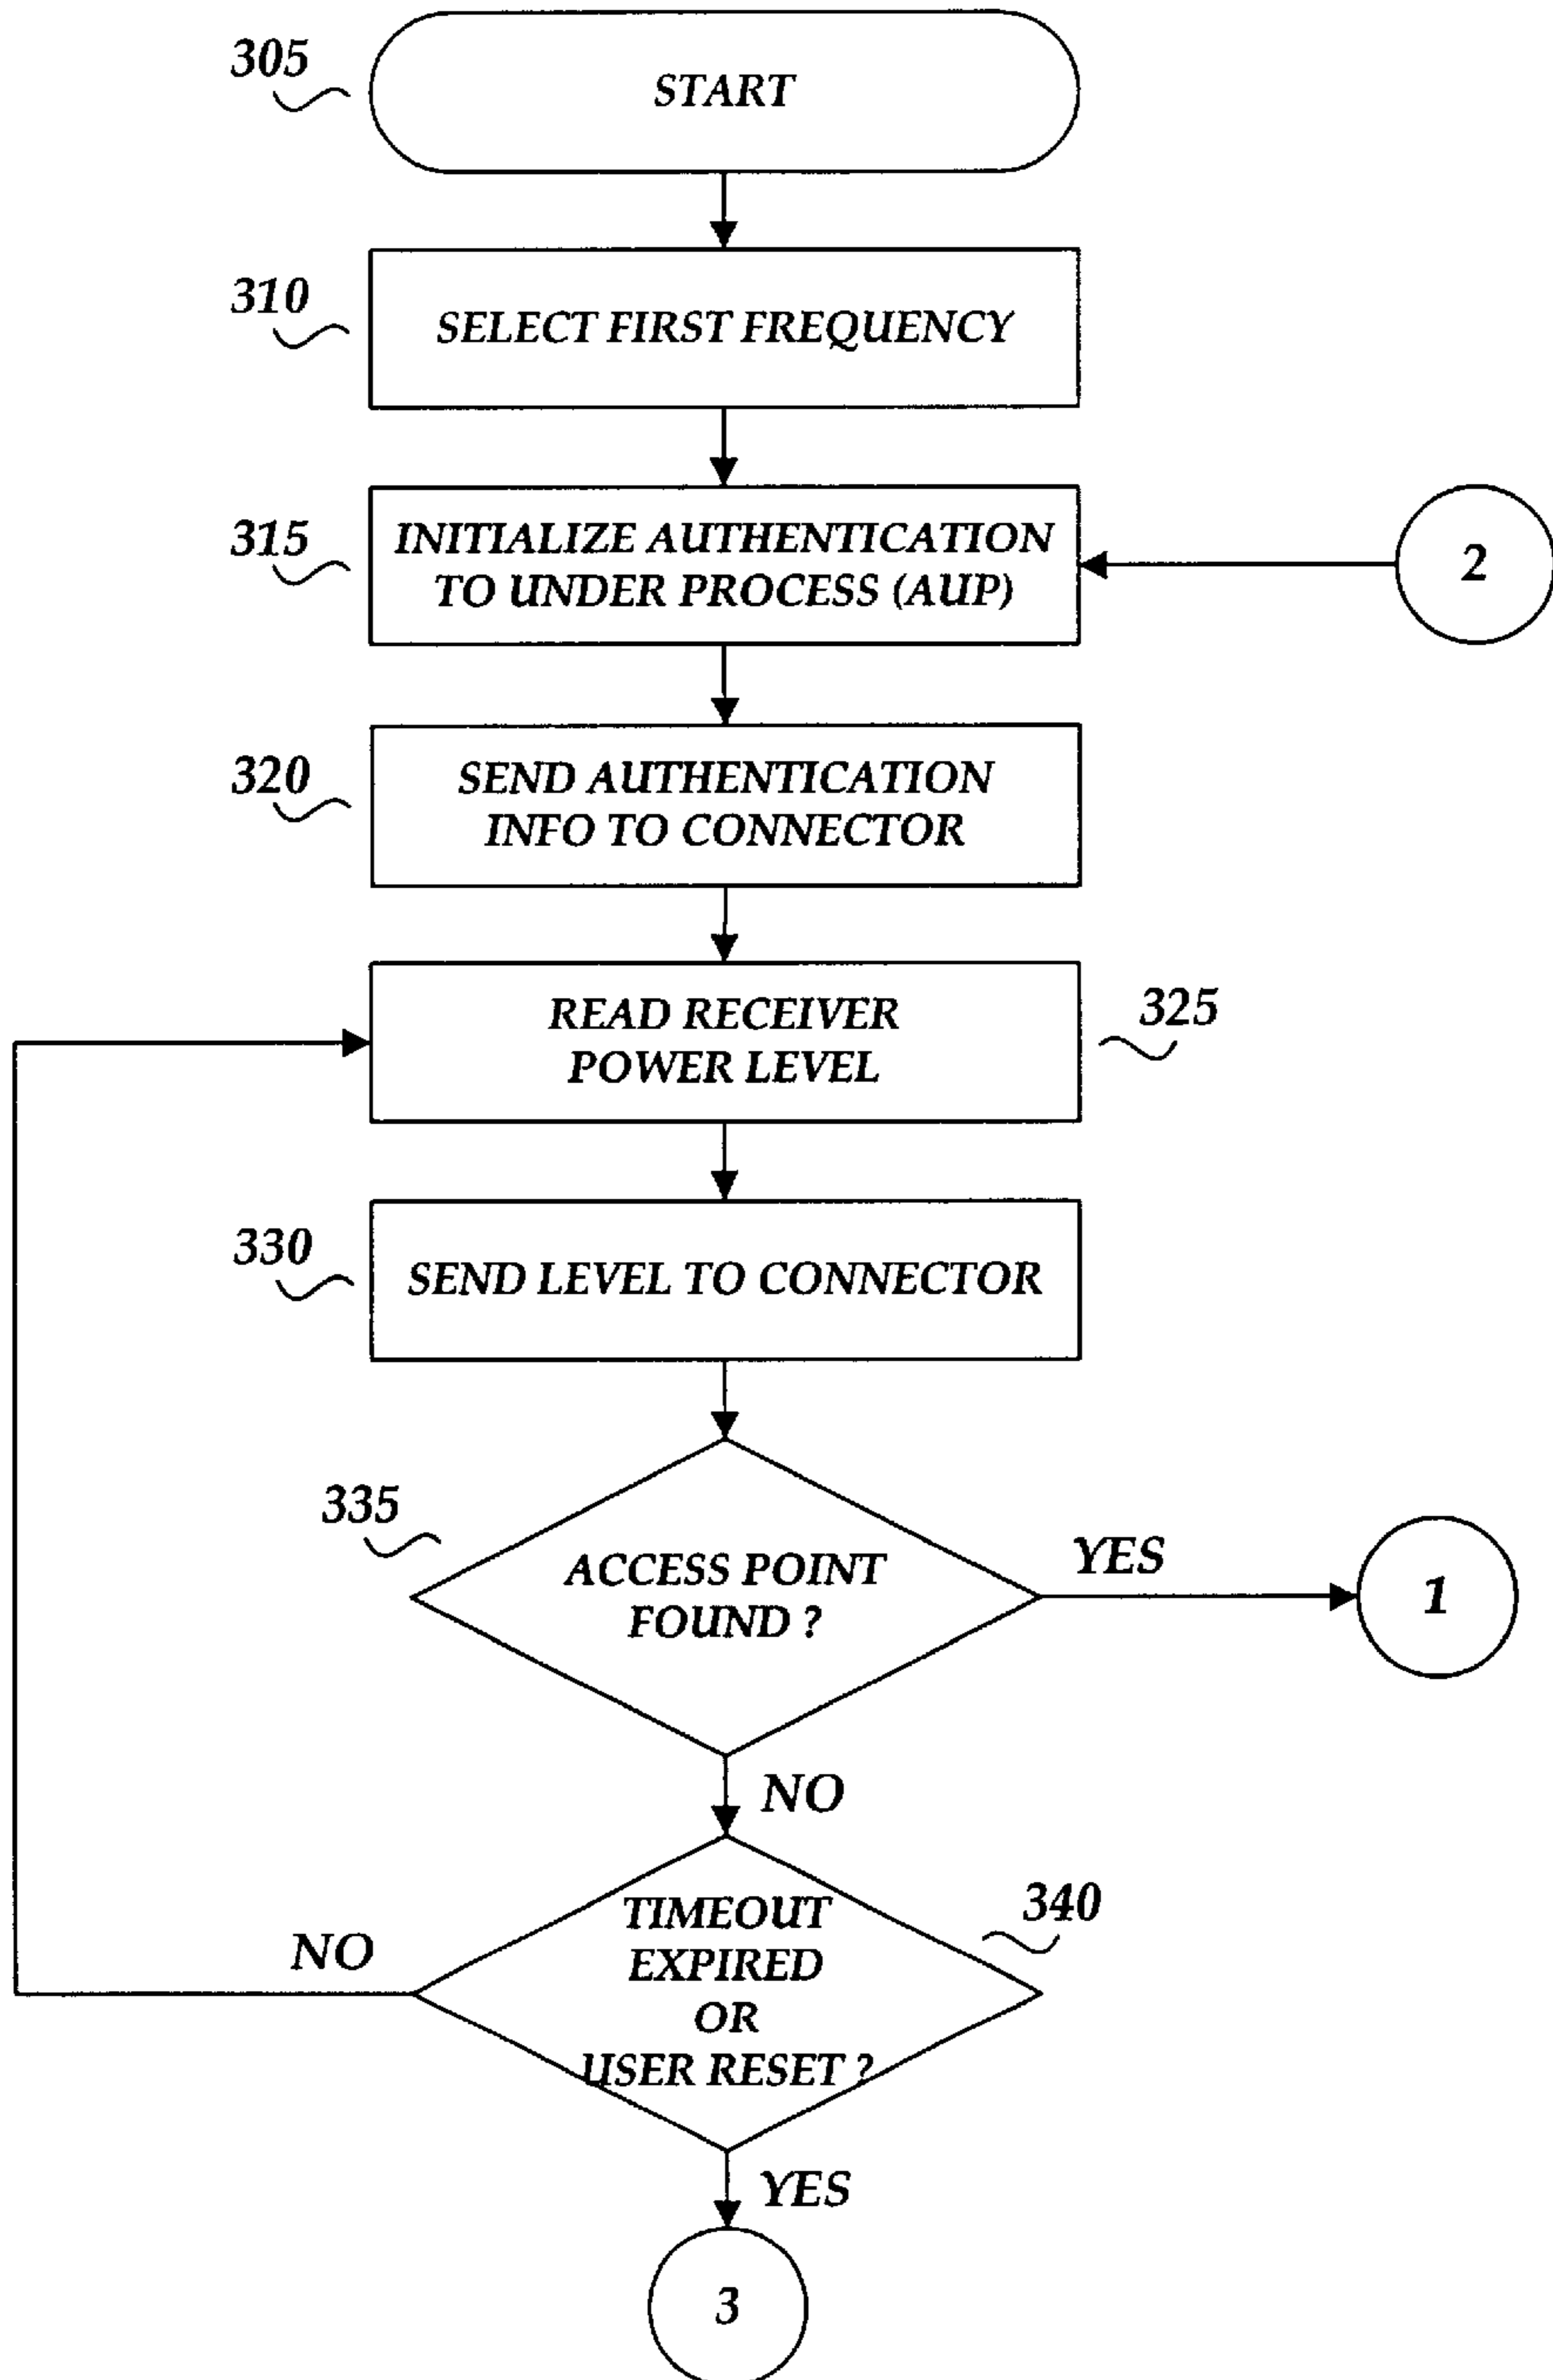 305
START
310
SELECT FIRST FREQUENCY
315
INITIALIZE AUTHENTICATION
TO UNDER PROCESS (AUP)
2
320
SEND AUTHENTICATION
INFO TO CONNECTOR
READ RECEIVER
POWER LEVEL
325
330
SEND LEVEL TO CONNECTOR
335
ACCESS POINT
FOUND ?
YES
1
NO
340
TIMEOUT
EXPIRED
OR
USER RESET ?
NO
YES
3